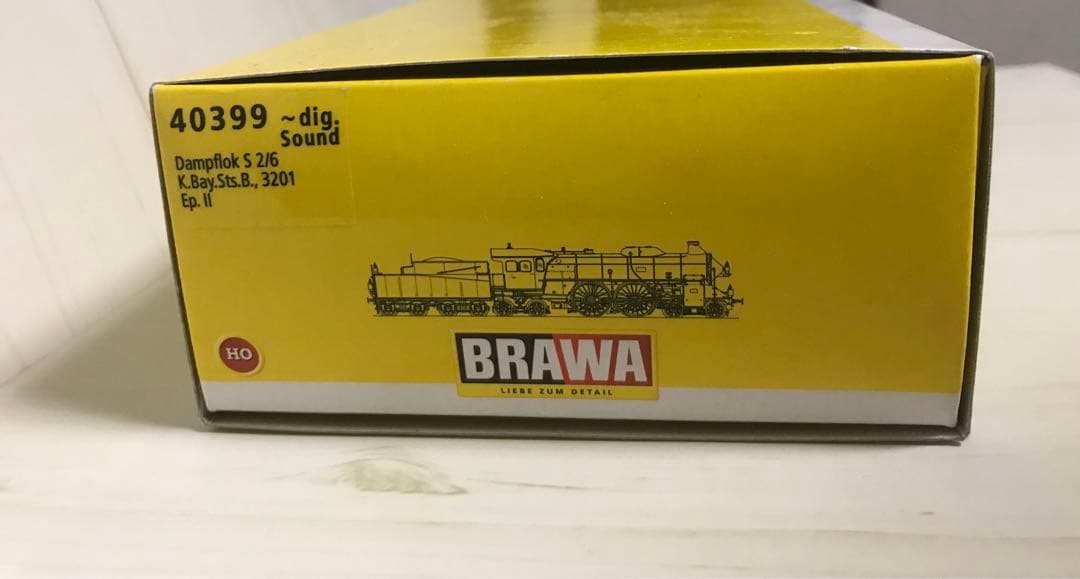 40399 ~dig.
Sound
Dampflok S 2/6
K.Bay.Sts.B., 3201
Ep. II
HO
BRAWA
LIEBE ZUM DETAIL